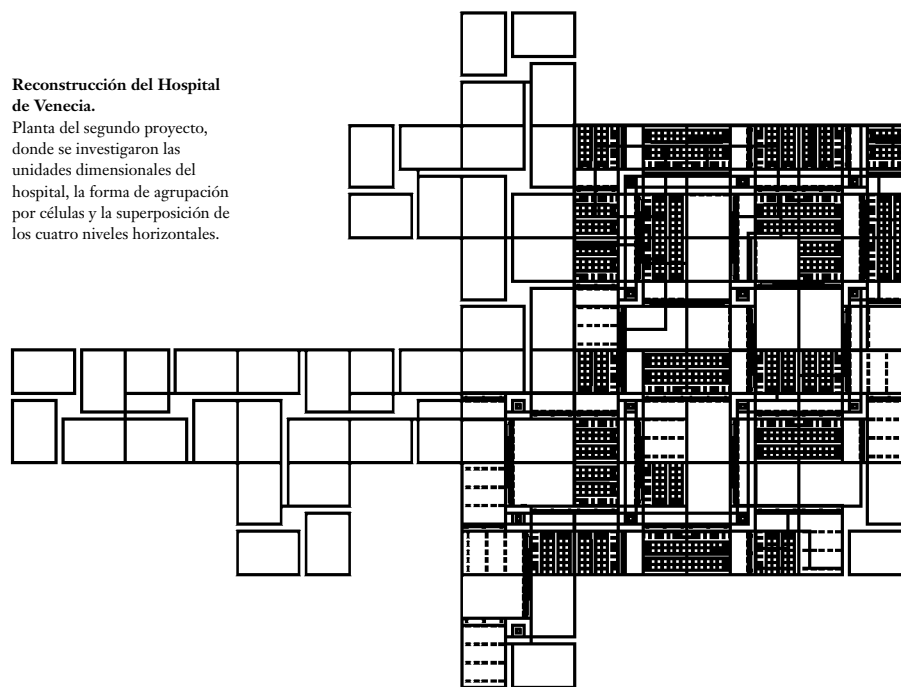 Reconstrucción del Hospital
de Venecia.
Planta del segundo proyecto,
donde se investigaron las
unidades dimensionales del
hospital, la forma de agrupación
por células y la superposición de
los cuatro niveles horizontales.